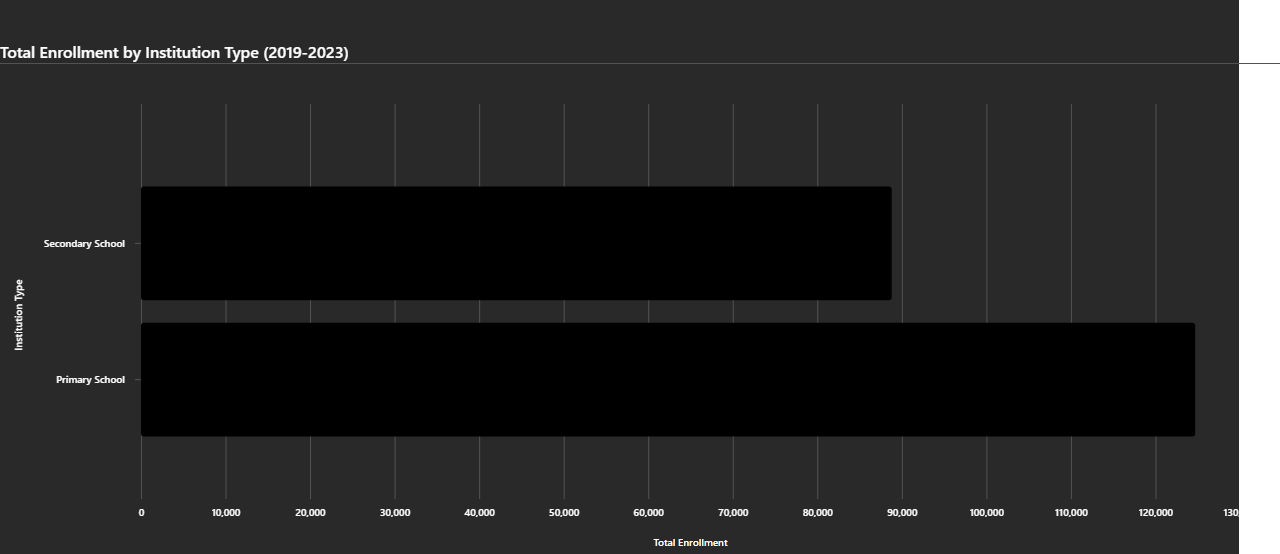 Total Enrollment by Institution Type (2019-2023)
Secondary School
Institution Type
Primary School
0 10,000 20,000 30,000 40,000 50,000 60,000 70,000 80,000 90,000 100,000 110,000 120,000 130,
Total Enrollment